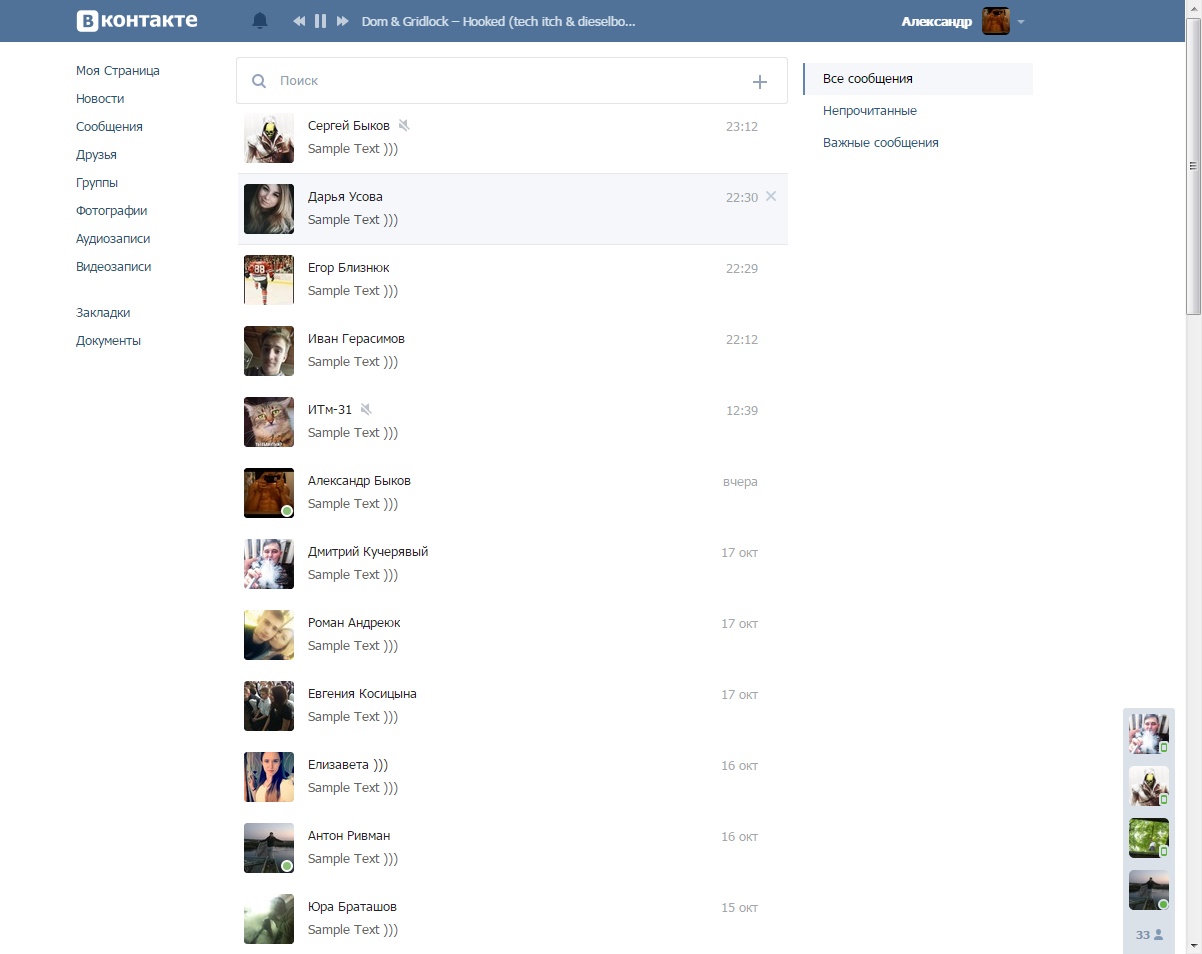 В контакте
Dom & Gridlock – Hooked (tech itch & dieselbo...
Александр
Моя Страница
Новости
Сообщения
Друзья
Группы
Фотографии
Аудиозаписи
Видеозаписи
Закладки
Документы
Поиск
Сергей Быков 23:12
Sample Text )))
Дарья Усова 22:30
Sample Text )))
Егор Близнюк 22:29
Sample Text )))
Иван Герасимов 22:12
Sample Text )))
ИТм-31 12:39
Sample Text )))
Александр Быков вчера
Sample Text )))
Дмитрий Кучерявый 17 окт
Sample Text )))
Роман Андреюк 17 окт
Sample Text )))
Евгения Косицына 17 окт
Sample Text )))
Елизавета ))) 16 окт
Sample Text )))
Антон Ривман 16 окт
Sample Text )))
Юра Браташов 15 окт
Sample Text )))
Все сообщения
Непрочитанные
Важные сообщения
88
33